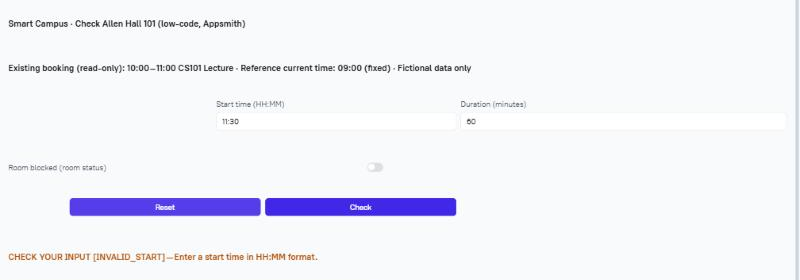 Smart Campus · Check Allen Hall 101 (low-code, Appsmith)
Existing booking (read-only): 10:00–11:00 CS101 Lecture · Reference current time: 09:00 (fixed) · Fictional data only
Start time (HH:MM) Duration (minutes)
11:30 60
Room blocked (room status)
Reset Check
CHECK YOUR INPUT [INVALID_START] — Enter a start time in HH:MM format.